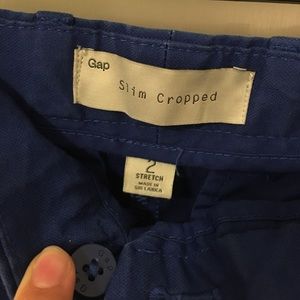 Gap
Slim Cropped
2
STRETCH
MADE IN
SRI LANKA